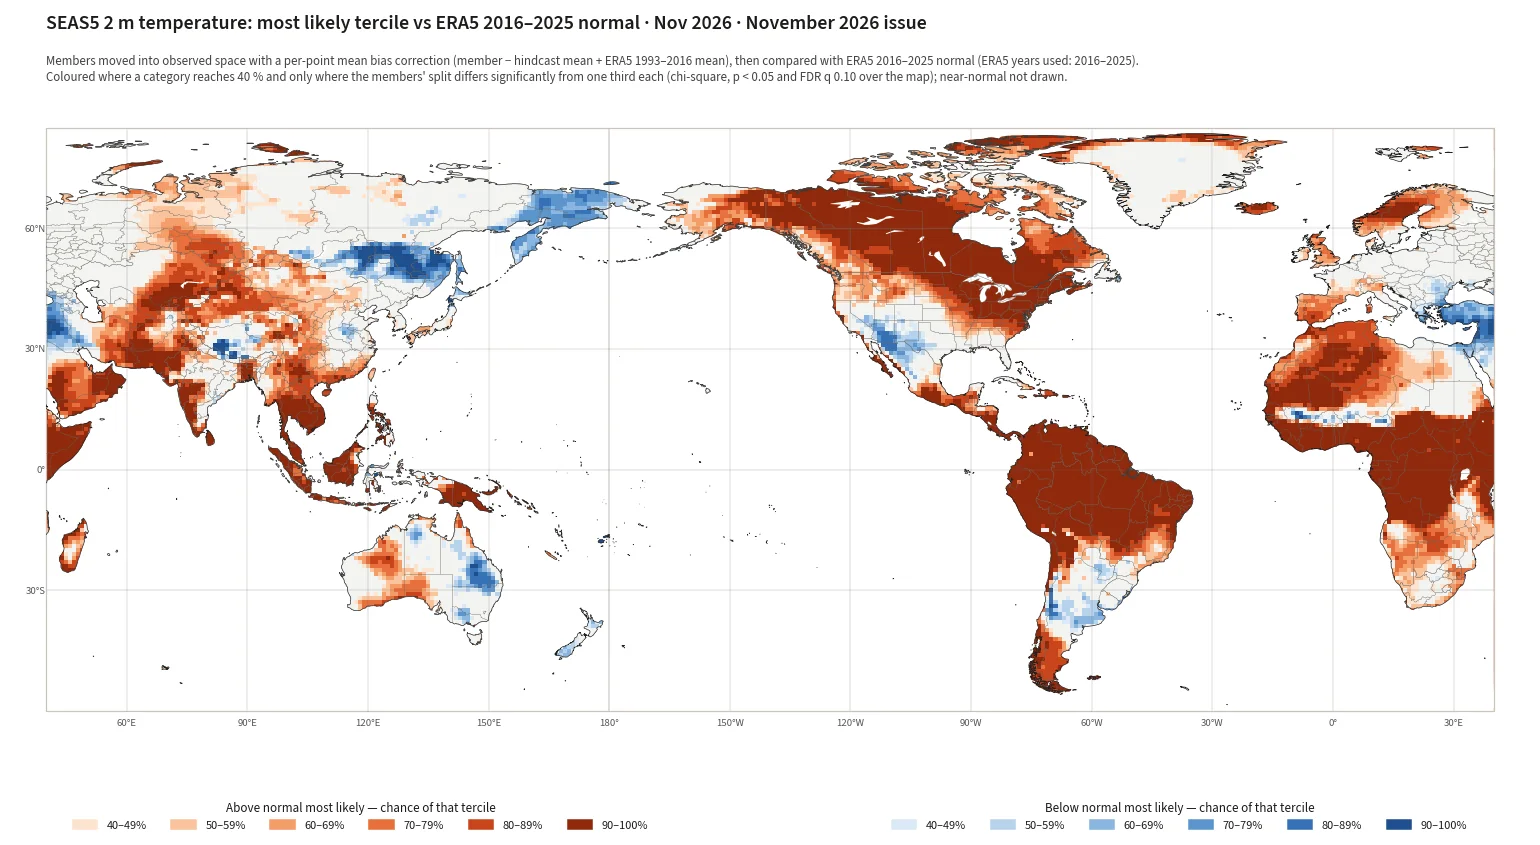 SEAS5 2 m temperature: most likely tercile vs ERA5 2016–2025 normal · Nov 2026 · November 2026 issue
Members moved into observed space with a per-point mean bias correction (member − hindcast mean + ERA5 1993–2016 mean), then compared with ERA5 2016–2025 normal (ERA5 years used: 2016–2025).
Coloured where a category reaches 40 % and only where the members' split differs significantly from one third each (chi-square, p < 0.05 and FDR q 0.10 over the map); near-normal not drawn.
60°N
30°N
0°
30°S
60°E 90°E 120°E 150°E 180° 150°W 120°W 90°W 60°W 30°W 0° 30°E
Above normal most likely — chance of that tercile
40–49% 50–59% 60–69% 70–79% 80–89% 90–100%
Below normal most likely — chance of that tercile
40–49% 50–59% 60–69% 70–79% 80–89% 90–100%